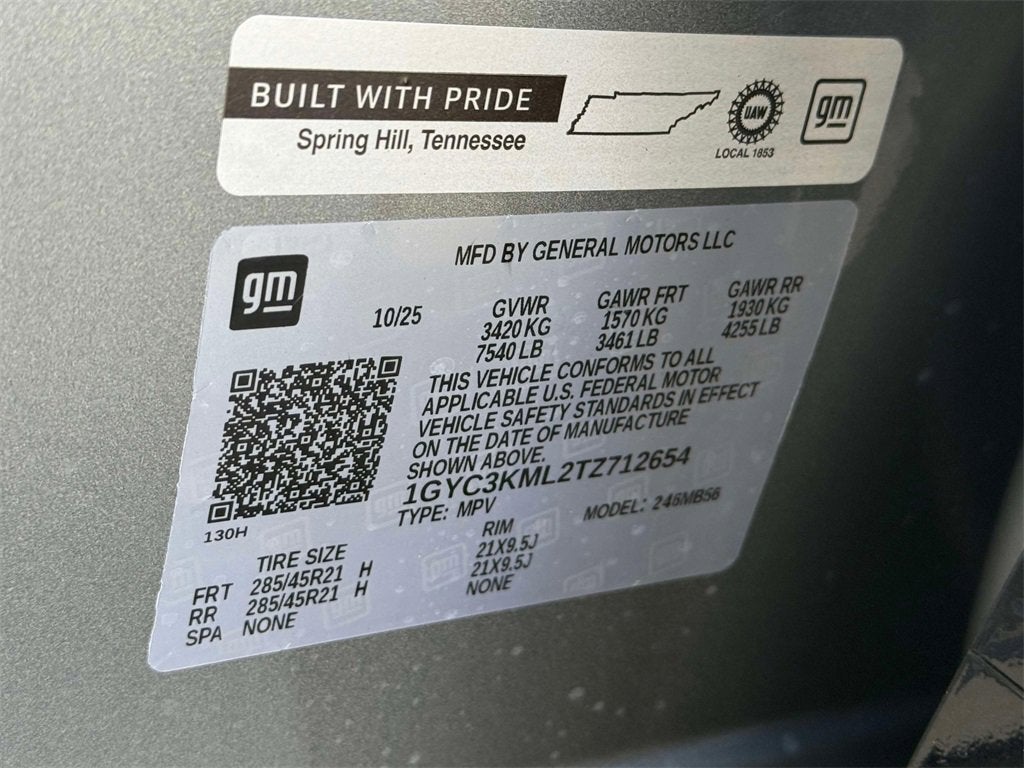 BUILT WITH PRIDE
Spring Hill, Tennessee
UAW
LOCAL 1853
gm
MFD BY GENERAL MOTORS LLC
gm
10/25
GVWR GAWR FRT GAWR RR
3420 KG 1570 KG 1930 KG
7540 LB 3461 LB 4255 LB
THIS VEHICLE CONFORMS TO ALL
APPLICABLE U.S. FEDERAL MOTOR
VEHICLE SAFETY STANDARDS IN EFFECT
ON THE DATE OF MANUFACTURE
SHOWN ABOVE.
1GYC3KML2TZ712654
TYPE: MPV MODEL: 246MB56
130H
TIRE SIZE RIM
FRT 285/45R21 H 21X9.5J
RR 285/45R21 H 21X9.5J
SPA NONE NONE